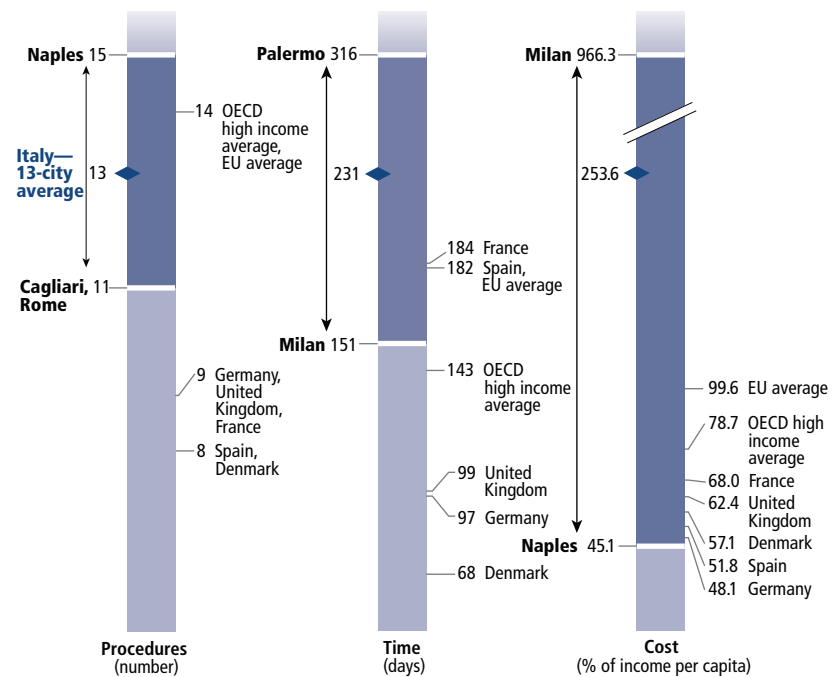 Naples 15
14 OECD
high income
average,
EU average
Italy—
13-city
average
13
Cagliari, 11
Rome
9 Germany,
United
Kingdom,
France
8 Spain,
Denmark
Procedures
(number)
Palermo 316
231
184 France
182 Spain,
EU average
Milan 151
143 OECD
high income
average
99 United
Kingdom
97 Germany
68 Denmark
Time
(days)
Milan 966.3
253.6
99.6 EU average
78.7 OECD high
income
average
68.0 France
62.4 United
Kingdom
57.1 Denmark
51.8 Spain
48.1 Germany
Naples 45.1
Cost
(% of income per capita)